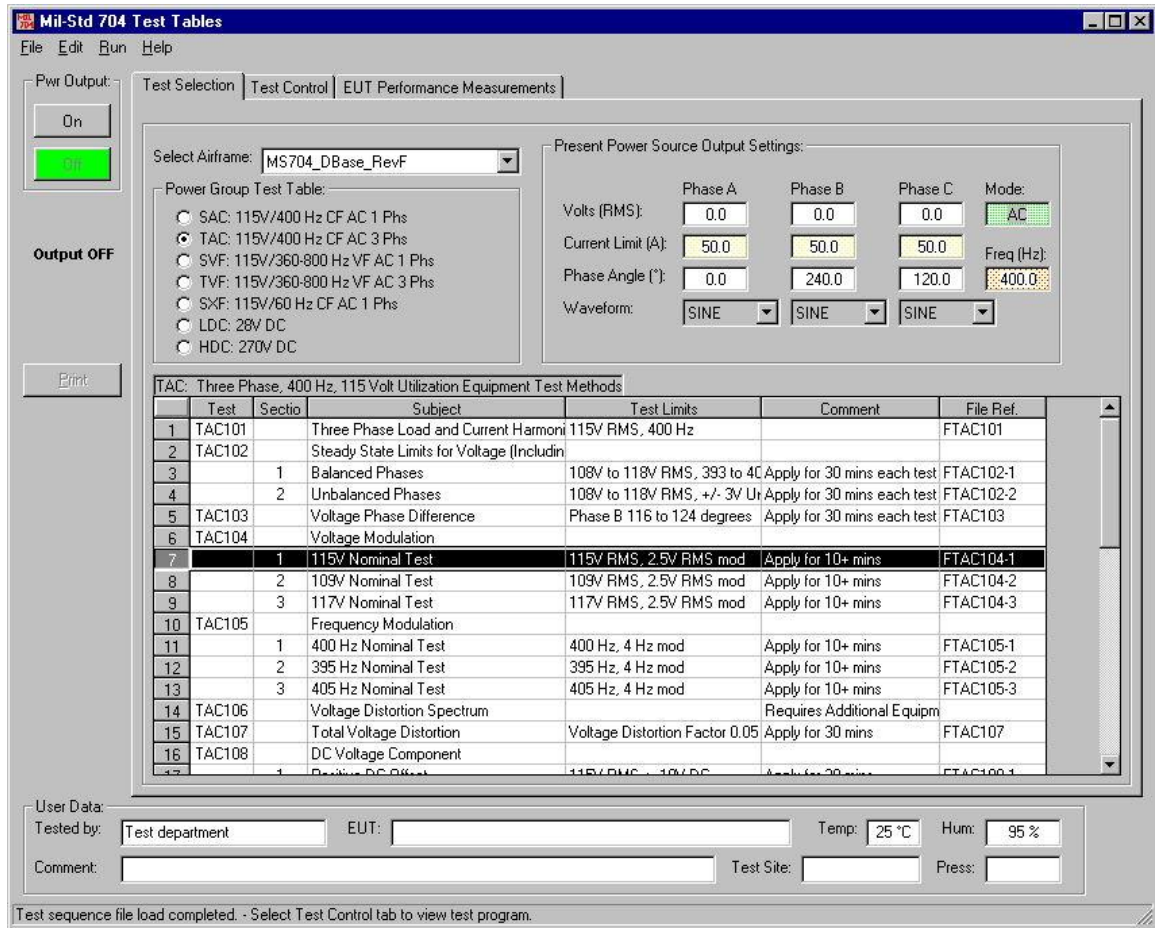 MIL 704 Mil-Std 704 Test Tables
File Edit Run Help
Pwr Output:
On
Off
Output OFF
Print
Test Selection Test Control EUT Performance Measurements
Select Airframe: MS704_DBase_RevF
Power Group Test Table:
SAC: 115V/400 Hz CF AC 1 Phs
TAC: 115V/400 Hz CF AC 3 Phs
SVF: 115V/360-800 Hz VF AC 1 Phs
TVF: 115V/360-800 Hz VF AC 3 Phs
SXF: 115V/60 Hz CF AC 1 Phs
LDC: 28V DC
HDC: 270V DC
Present Power Source Output Settings:
Phase A Phase B Phase C Mode:
Volts (RMS): 0.0 0.0 0.0 AC
Current Limit (A): 50.0 50.0 50.0 Freq (Hz):
Phase Angle (°): 0.0 240.0 120.0 400.0
Waveform: SINE SINE SINE
TAC: Three Phase, 400 Hz, 115 Volt Utilization Equipment Test Methods
Test Sectio Subject Test Limits Comment File Ref.
1 TAC101 Three Phase Load and Current Harmoni 115V RMS, 400 Hz FTAC101
2 TAC102 Steady State Limits for Voltage (Includin
3 1 Balanced Phases 108V to 118V RMS, 393 to 40 Apply for 30 mins each test FTAC102-1
4 2 Unbalanced Phases 108V to 118V RMS, +/- 3V Un Apply for 30 mins each test FTAC102-2
5 TAC103 Voltage Phase Difference Phase B 116 to 124 degrees Apply for 30 mins each test FTAC103
6 TAC104 Voltage Modulation
7 1 115V Nominal Test 115V RMS, 2.5V RMS mod Apply for 10+ mins FTAC104-1
8 2 109V Nominal Test 109V RMS, 2.5V RMS mod Apply for 10+ mins FTAC104-2
9 3 117V Nominal Test 117V RMS, 2.5V RMS mod Apply for 10+ mins FTAC104-3
10 TAC105 Frequency Modulation
11 1 400 Hz Nominal Test 400 Hz, 4 Hz mod Apply for 10+ mins FTAC105-1
12 2 395 Hz Nominal Test 395 Hz, 4 Hz mod Apply for 10+ mins FTAC105-2
13 3 405 Hz Nominal Test 405 Hz, 4 Hz mod Apply for 10+ mins FTAC105-3
14 TAC106 Voltage Distortion Spectrum Requires Additional Equipm
15 TAC107 Total Voltage Distortion Voltage Distortion Factor 0.05 Apply for 30 mins FTAC107
16 TAC108 DC Voltage Component
User Data:
Tested by: Test department EUT: Temp: 25 °C Hum: 95 %
Comment: Test Site: Press:
Test sequence file load completed. - Select Test Control tab to view test program.